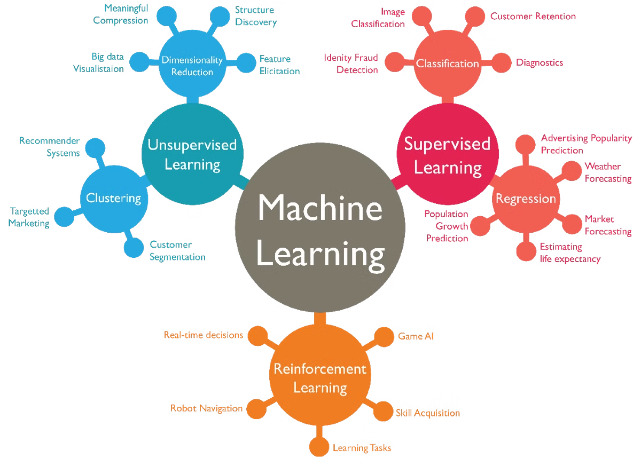 Meaningful
Compression
Structure
Discovery
Big data
Visualistaion
Dimensionality
Reduction
Feature
Elicitation
Unsupervised
Learning
Recommender
Systems
Clustering
Targetted
Marketing
Customer
Segmentation
Machine
Learning
Image
Classification
Customer Retention
Idenity Fraud
Detection
Classification
Diagnostics
Supervised
Learning
Advertising Popularity
Prediction
Weather
Forecasting
Regression
Population
Growth
Prediction
Market
Forecasting
Estimating
life expectancy
Real-time decisions
Game AI
Reinforcement
Learning
Robot Navigation
Skill Acquisition
Learning Tasks